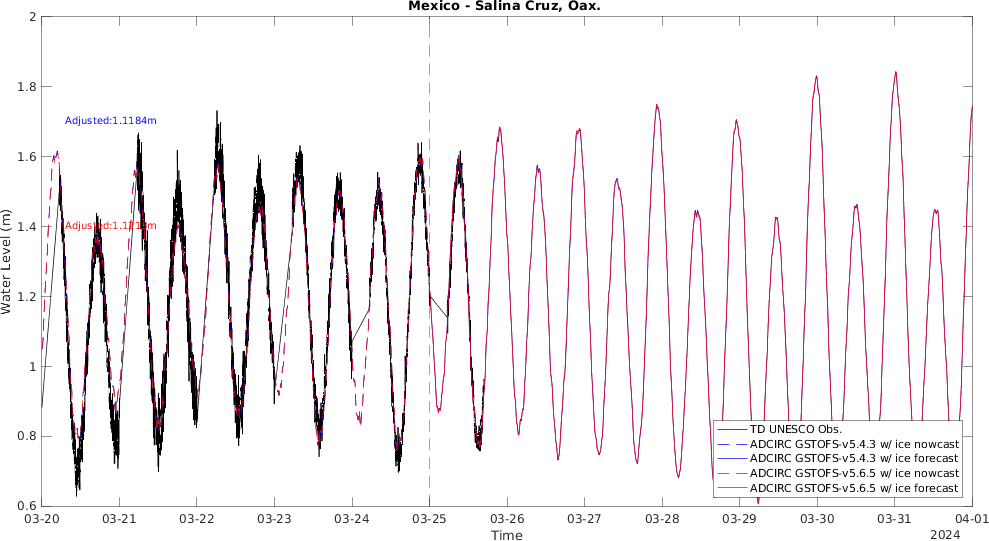 Mexico - Salina Cruz, Oax.
2
1.8
1.6
1.4
1.2
1
0.8
0.6
Water Level (m)
Adjusted:1.1184m
TD UNESCO Obs.
ADCIRC GSTOFS-v5.4.3 w/ ice nowcast
ADCIRC GSTOFS-v5.4.3 w/ ice forecast
ADCIRC GSTOFS-v5.6.5 w/ ice nowcast
ADCIRC GSTOFS-v5.6.5 w/ ice forecast
03-20 03-21 03-22 03-23 03-24 03-25 03-26 03-27 03-28 03-29 03-30 03-31 04-01
Time
2024